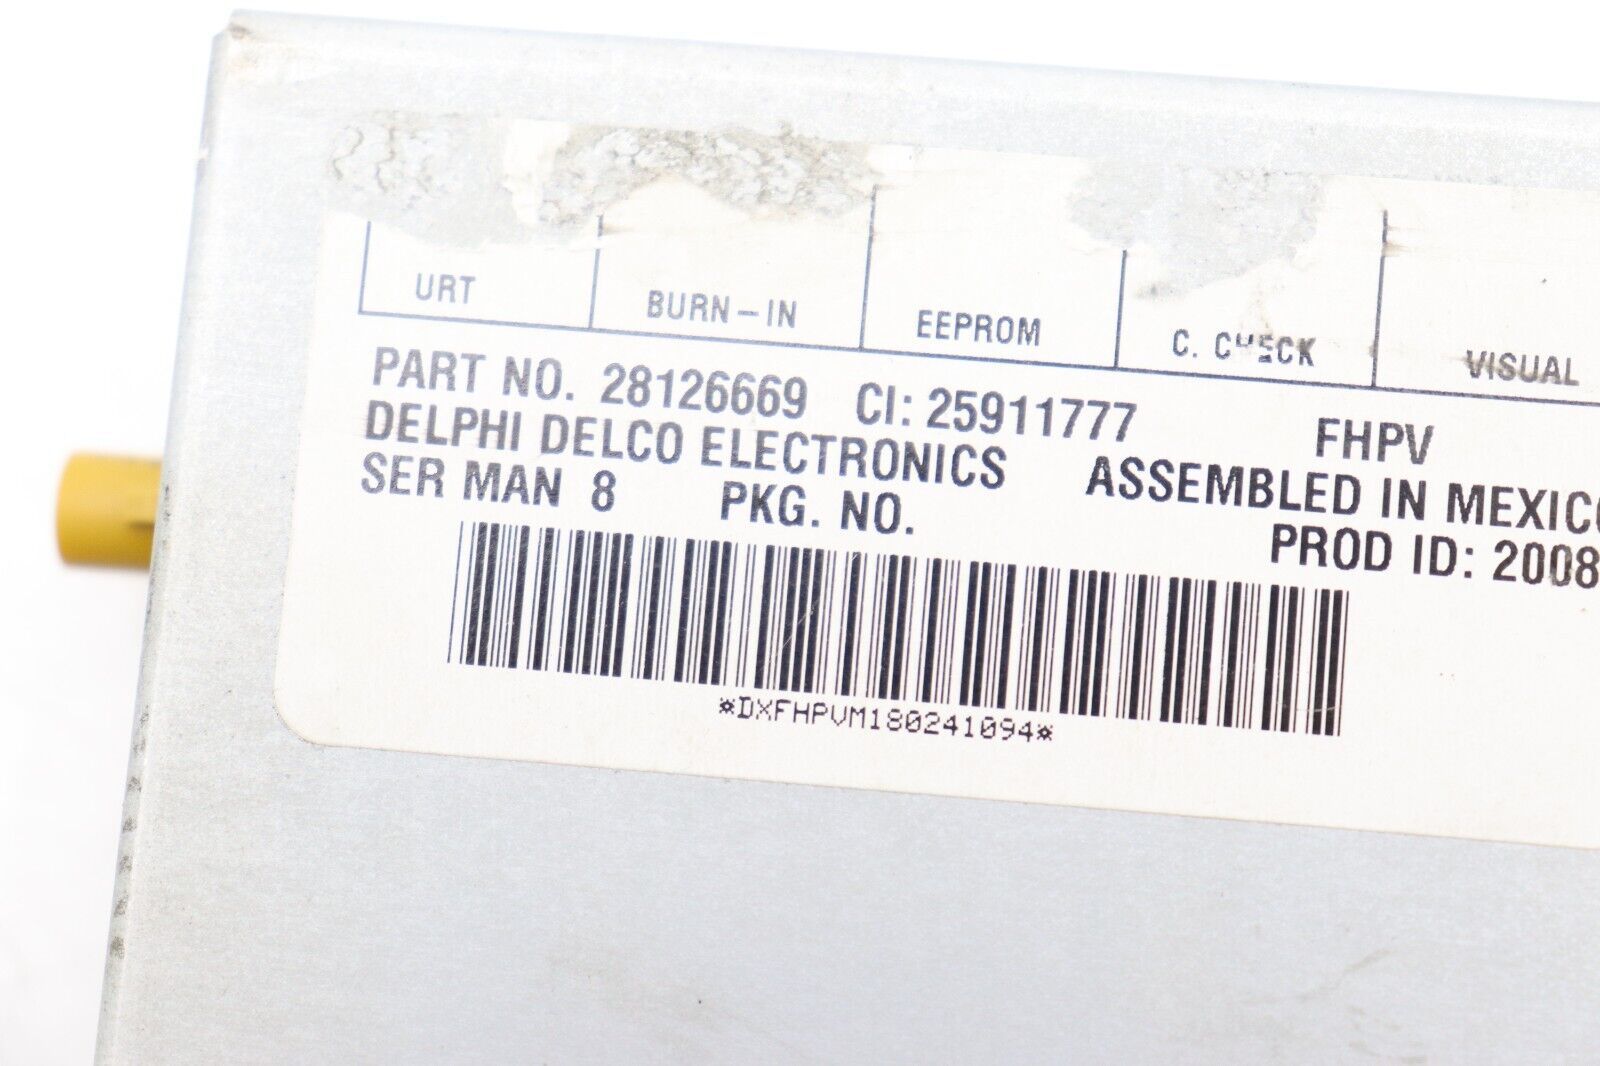 URT BURN-IN EEPROM C. CHECK VISUAL
PART NO. 28126669 CI: 25911777 FHPV
DELPHI DELCO ELECTRONICS ASSEMBLED IN MEXICO
SER MAN 8 PKG. NO. PROD ID: 2008
*DXFHPVM180241094*